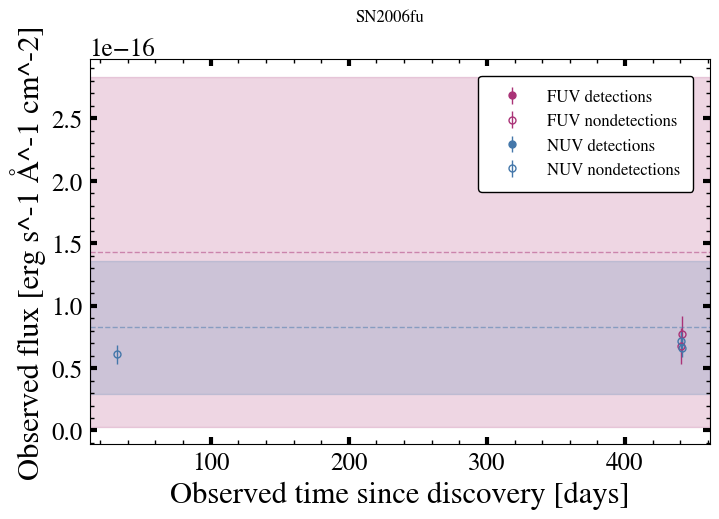 SN2006fu
1e−16
Observed flux [erg s^-1 Å^-1 cm^-2]
2.5
2.0
1.5
1.0
0.5
0.0
FUV detections
FUV nondetections
NUV detections
NUV nondetections
100 200 300 400
Observed time since discovery [days]